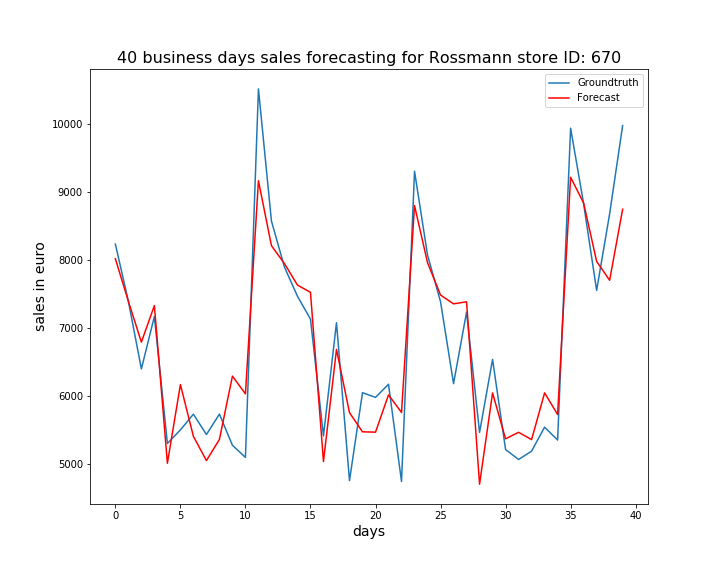 40 business days sales forecasting for Rossmann store ID: 670
Groundtruth
Forecast
10000
9000
8000
7000
6000
5000
sales in euro
0 5 10 15 20 25 30 35 40
days